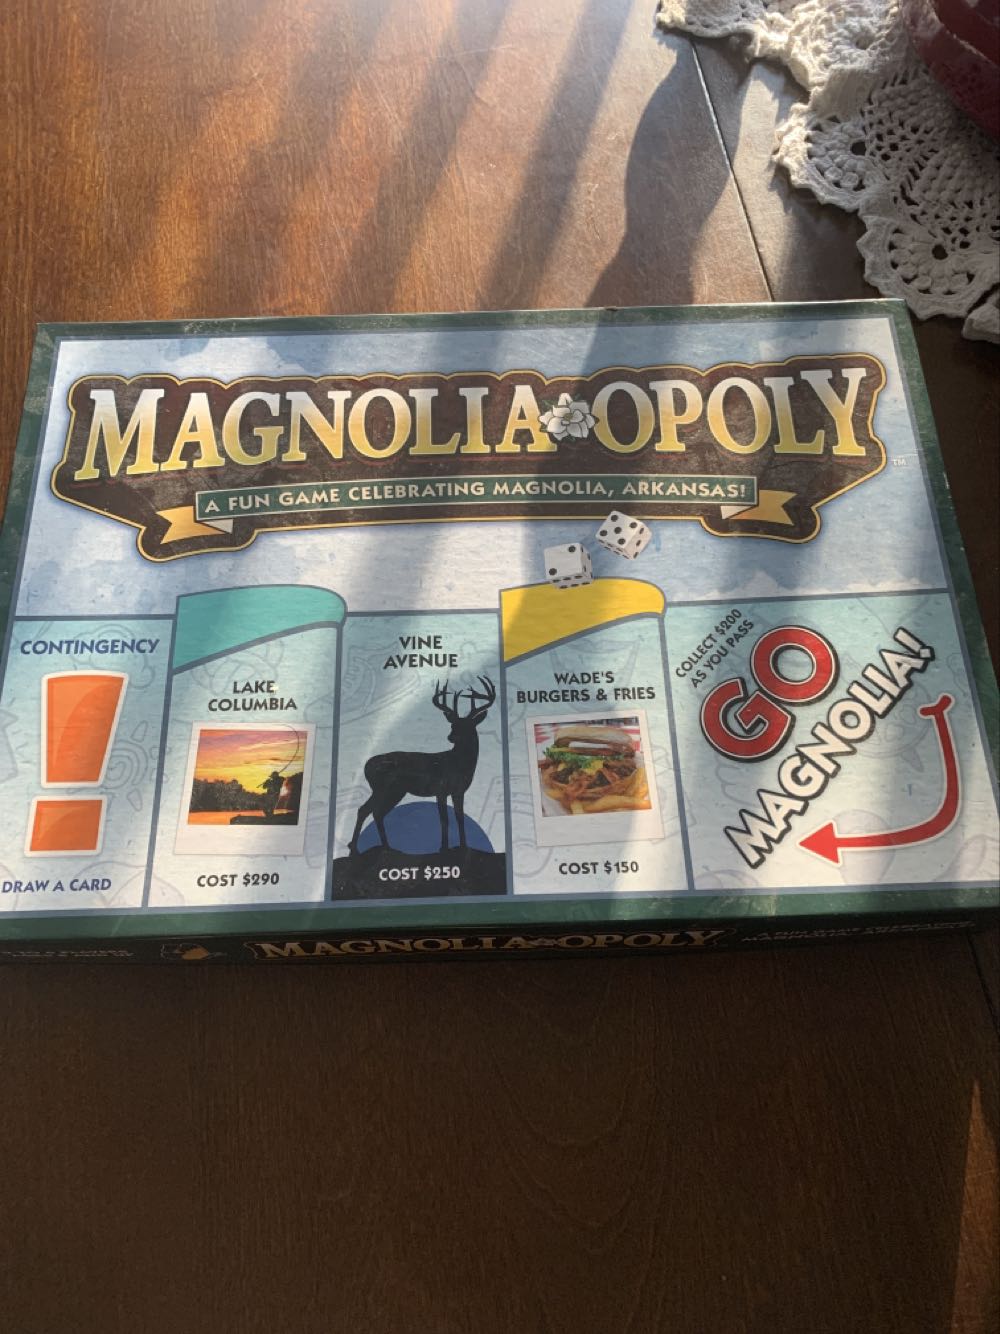 MAGNOLIA OPOLY
TM
A FUN GAME CELEBRATING MAGNOLIA, ARKANSAS!
CONTINGENCY
!
DRAW A CARD
LAKE
COLUMBIA
COST $290
VINE
AVENUE
COST $250
WADE'S
BURGERS & FRIES
COST $150
COLLECT $200
AS YOU PASS
GO
MAGNOLIA!
MAGNOLIA OPOLY